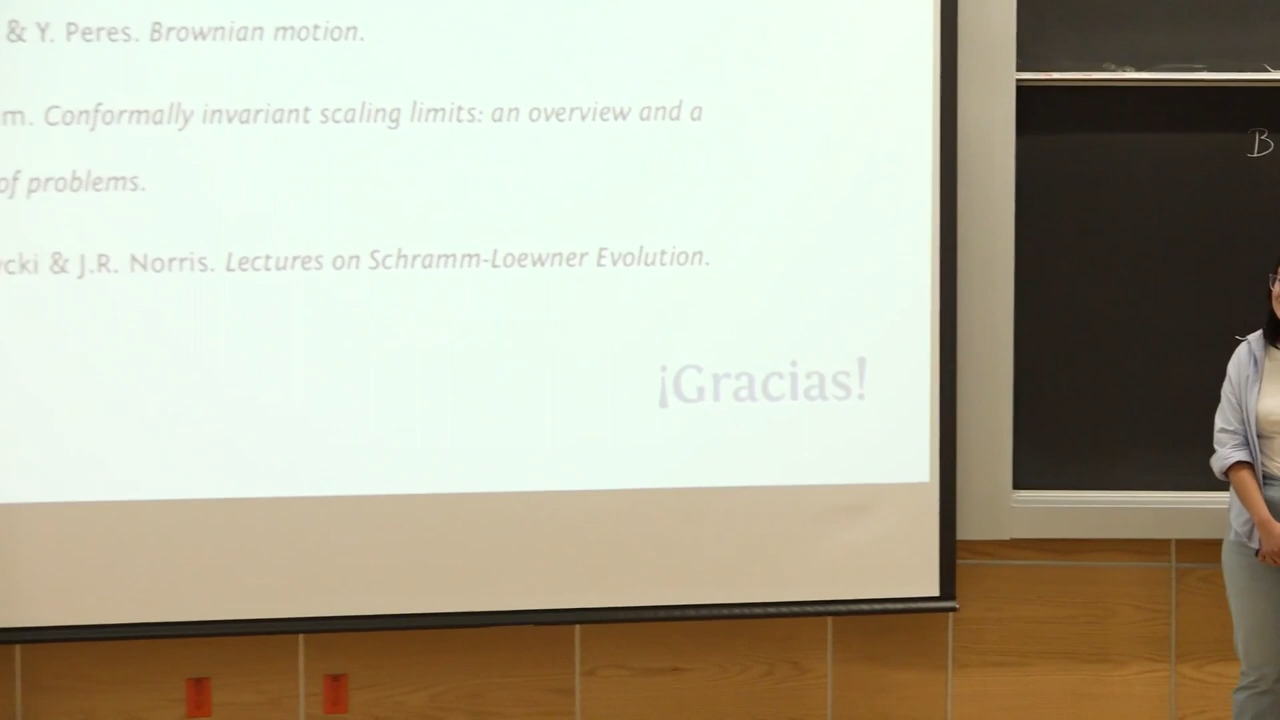 & Y. Peres. Brownian motion.
m. Conformally invariant scaling limits: an overview and a
of problems.
cki & J.R. Norris. Lectures on Schramm-Loewner Evolution.
¡Gracias!
B